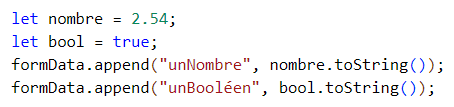 let nombre = 2.54;
let bool = true;
formData.append("unNombre", nombre.toString());
formData.append("unBooléen", bool.toString());